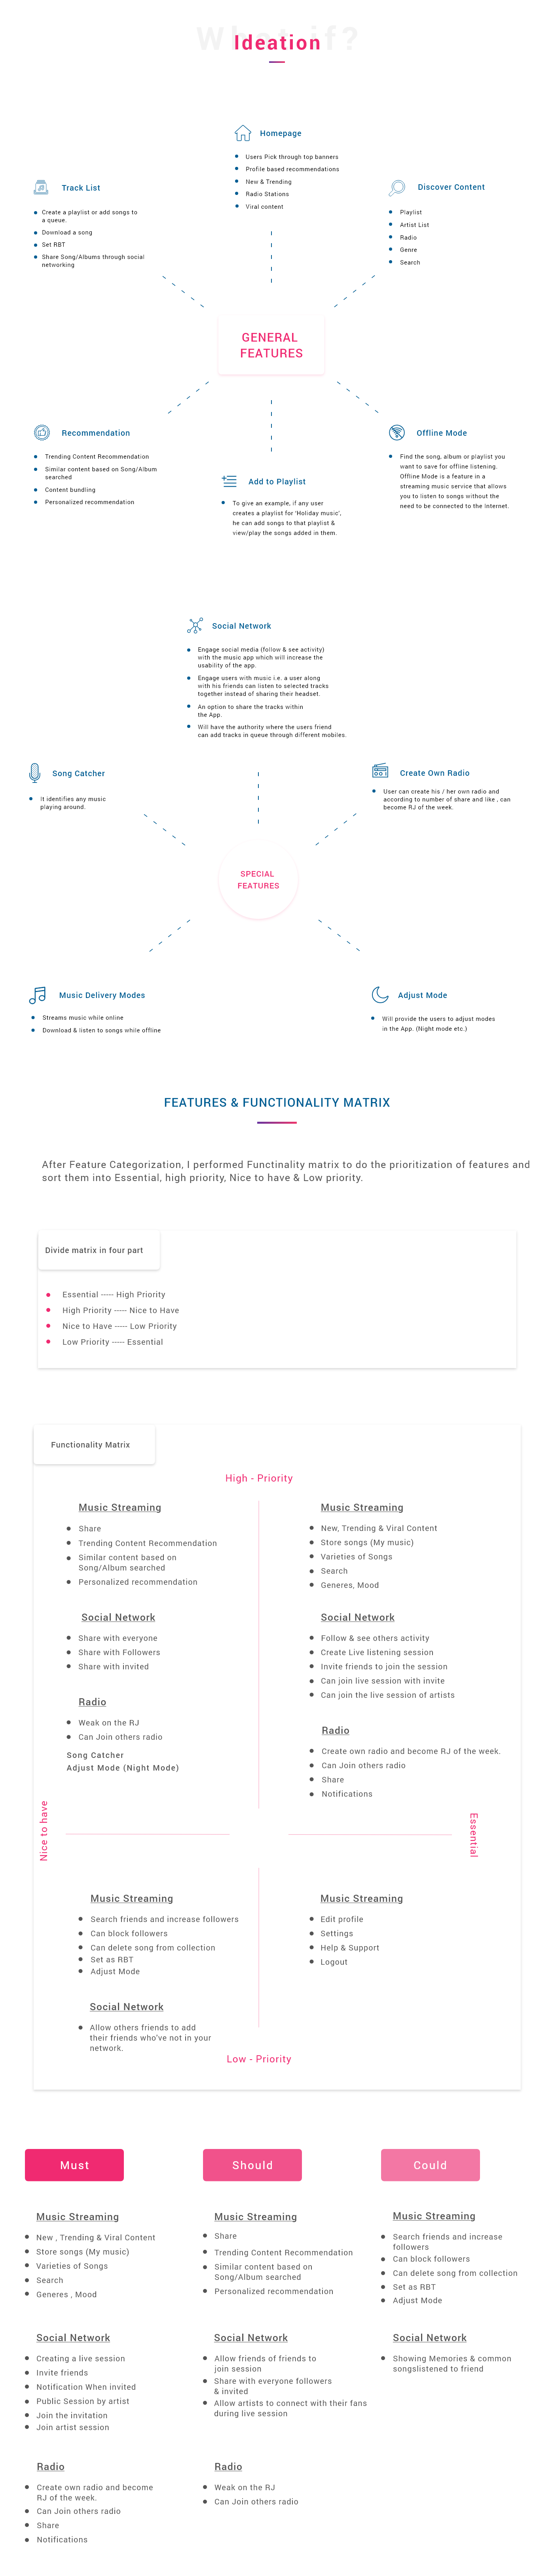 What if?
Ideation
Homepage
Users Pick through top banners
Profile based recommendations
New & Trending
Radio Stations
Viral content
Track List
Create a playlist or add songs to
a queue.
Download a song
Set RBT
Share Song/Albums through social
networking
Discover Content
Playlist
Artist List
Radio
Genre
Search
GENERAL
FEATURES
Recommendation
Trending Content Recommendation
Similar content based on Song/Album
searched
Content bundling
Personalized recommendation
Add to Playlist
To give an example, if any user
creates a playlist for 'Holiday music',
he can add songs to that playlist &
view/play the songs added in them.
Offline Mode
Find the song, album or playlist you
want to save for offline listening.
Offline Mode is a feature in a
streaming music service that allows
you to listen to songs without the
need to be connected to the Internet.
Social Network
Engage social media (follow & see activity)
with the music app which will increase the
usability of the app.
Engage users with music i.e. a user along
with his friends can listen to selected tracks
together instead of sharing their headset.
An option to share the tracks within
the App.
Will have the authority where the users friend
can add tracks in queue through different mobiles.
Song Catcher
It identifies any music
playing around.
Create Own Radio
User can create his / her own radio and
according to number of share and like , can
become RJ of the week.
SPECIAL
FEATURES
Music Delivery Modes
Streams music while online
Download & listen to songs while offline
Adjust Mode
Will provide the users to adjust modes
in the App. (Night mode etc.)
FEATURES & FUNCTIONALITY MATRIX
After Feature Categorization, I performed Functinality matrix to do the prioritization of features and
sort them into Essential, high priority, Nice to have & Low priority.
Divide matrix in four part
Essential ----- High Priority
High Priority ----- Nice to Have
Nice to Have ----- Low Priority
Low Priority ----- Essential
Functionality Matrix
High - Priority
Music Streaming
Share
Trending Content Recommendation
Similar content based on
Song/Album searched
Personalized recommendation
Social Network
Share with everyone
Share with Followers
Share with invited
Radio
Weak on the RJ
Can Join others radio
Song Catcher
Adjust Mode (Night Mode)
Music Streaming
New, Trending & Viral Content
Store songs (My music)
Varieties of Songs
Search
Generes, Mood
Social Network
Follow & see others activity
Create Live listening session
Invite friends to join the session
Can join live session with invite
Can join the live session of artists
Radio
Create own radio and become RJ of the week.
Can Join others radio
Share
Notifications
Nice to have
Essential
Music Streaming
Search friends and increase followers
Can block followers
Can delete song from collection
Set as RBT
Adjust Mode
Social Network
Allow others friends to add
their friends who've not in your
network.
Music Streaming
Edit profile
Settings
Help & Support
Logout
Low - Priority
Must
Music Streaming
New , Trending & Viral Content
Store songs (My music)
Varieties of Songs
Search
Generes , Mood
Social Network
Creating a live session
Invite friends
Notification When invited
Public Session by artist
Join the invitation
Join artist session
Radio
Create own radio and become
RJ of the week.
Can Join others radio
Share
Notifications
Should
Music Streaming
Share
Trending Content Recommendation
Similar content based on
Song/Album searched
Personalized recommendation
Social Network
Allow friends of friends to
join session
Share with everyone followers
& invited
Allow artists to connect with their fans
during live session
Radio
Weak on the RJ
Can Join others radio
Could
Music Streaming
Search friends and increase
followers
Can block followers
Can delete song from collection
Set as RBT
Adjust Mode
Social Network
Showing Memories & common
songslistened to friend